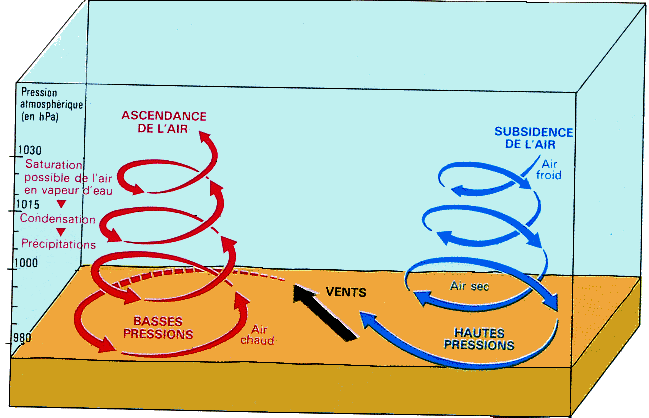 Pression
atmosphérique
(en hPa)
ASCENDANCE
DE L'AIR
SUBSIDENCE
DE L'AIR
Air
froid
1030
Saturation
possible de l'air
en vapeur d'eau
1015
Condensation
Précipitations
1000
980
BASSES
PRESSIONS
Air
chaud
VENTS
Air sec
HAUTES
PRESSIONS